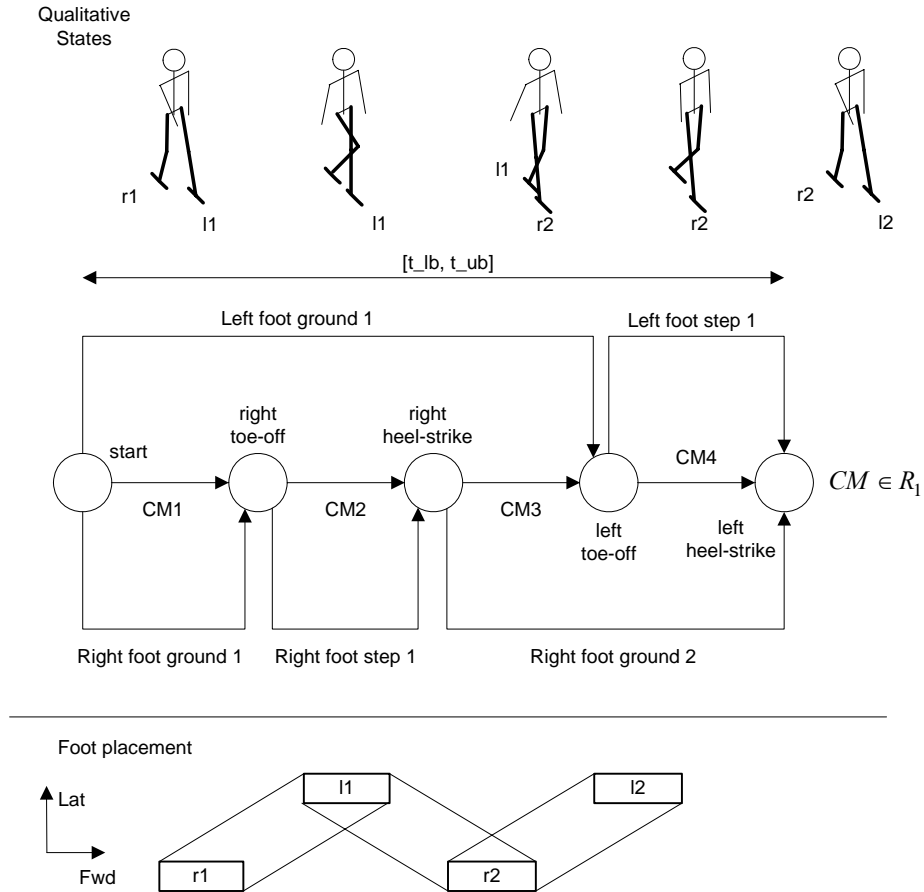 Qualitative
States
r1
l1
l1
l1
r2
r2
r2
l2
[t_lb, t_ub]
Left foot ground 1
Left foot step 1
right
toe-off
right
heel-strike
start
CM1
CM2
CM3
CM4
left
toe-off
left
heel-strike
CM ∈ R₁
Right foot ground 1
Right foot step 1
Right foot ground 2
Foot placement
Lat
Fwd
l1
l2
r1
r2